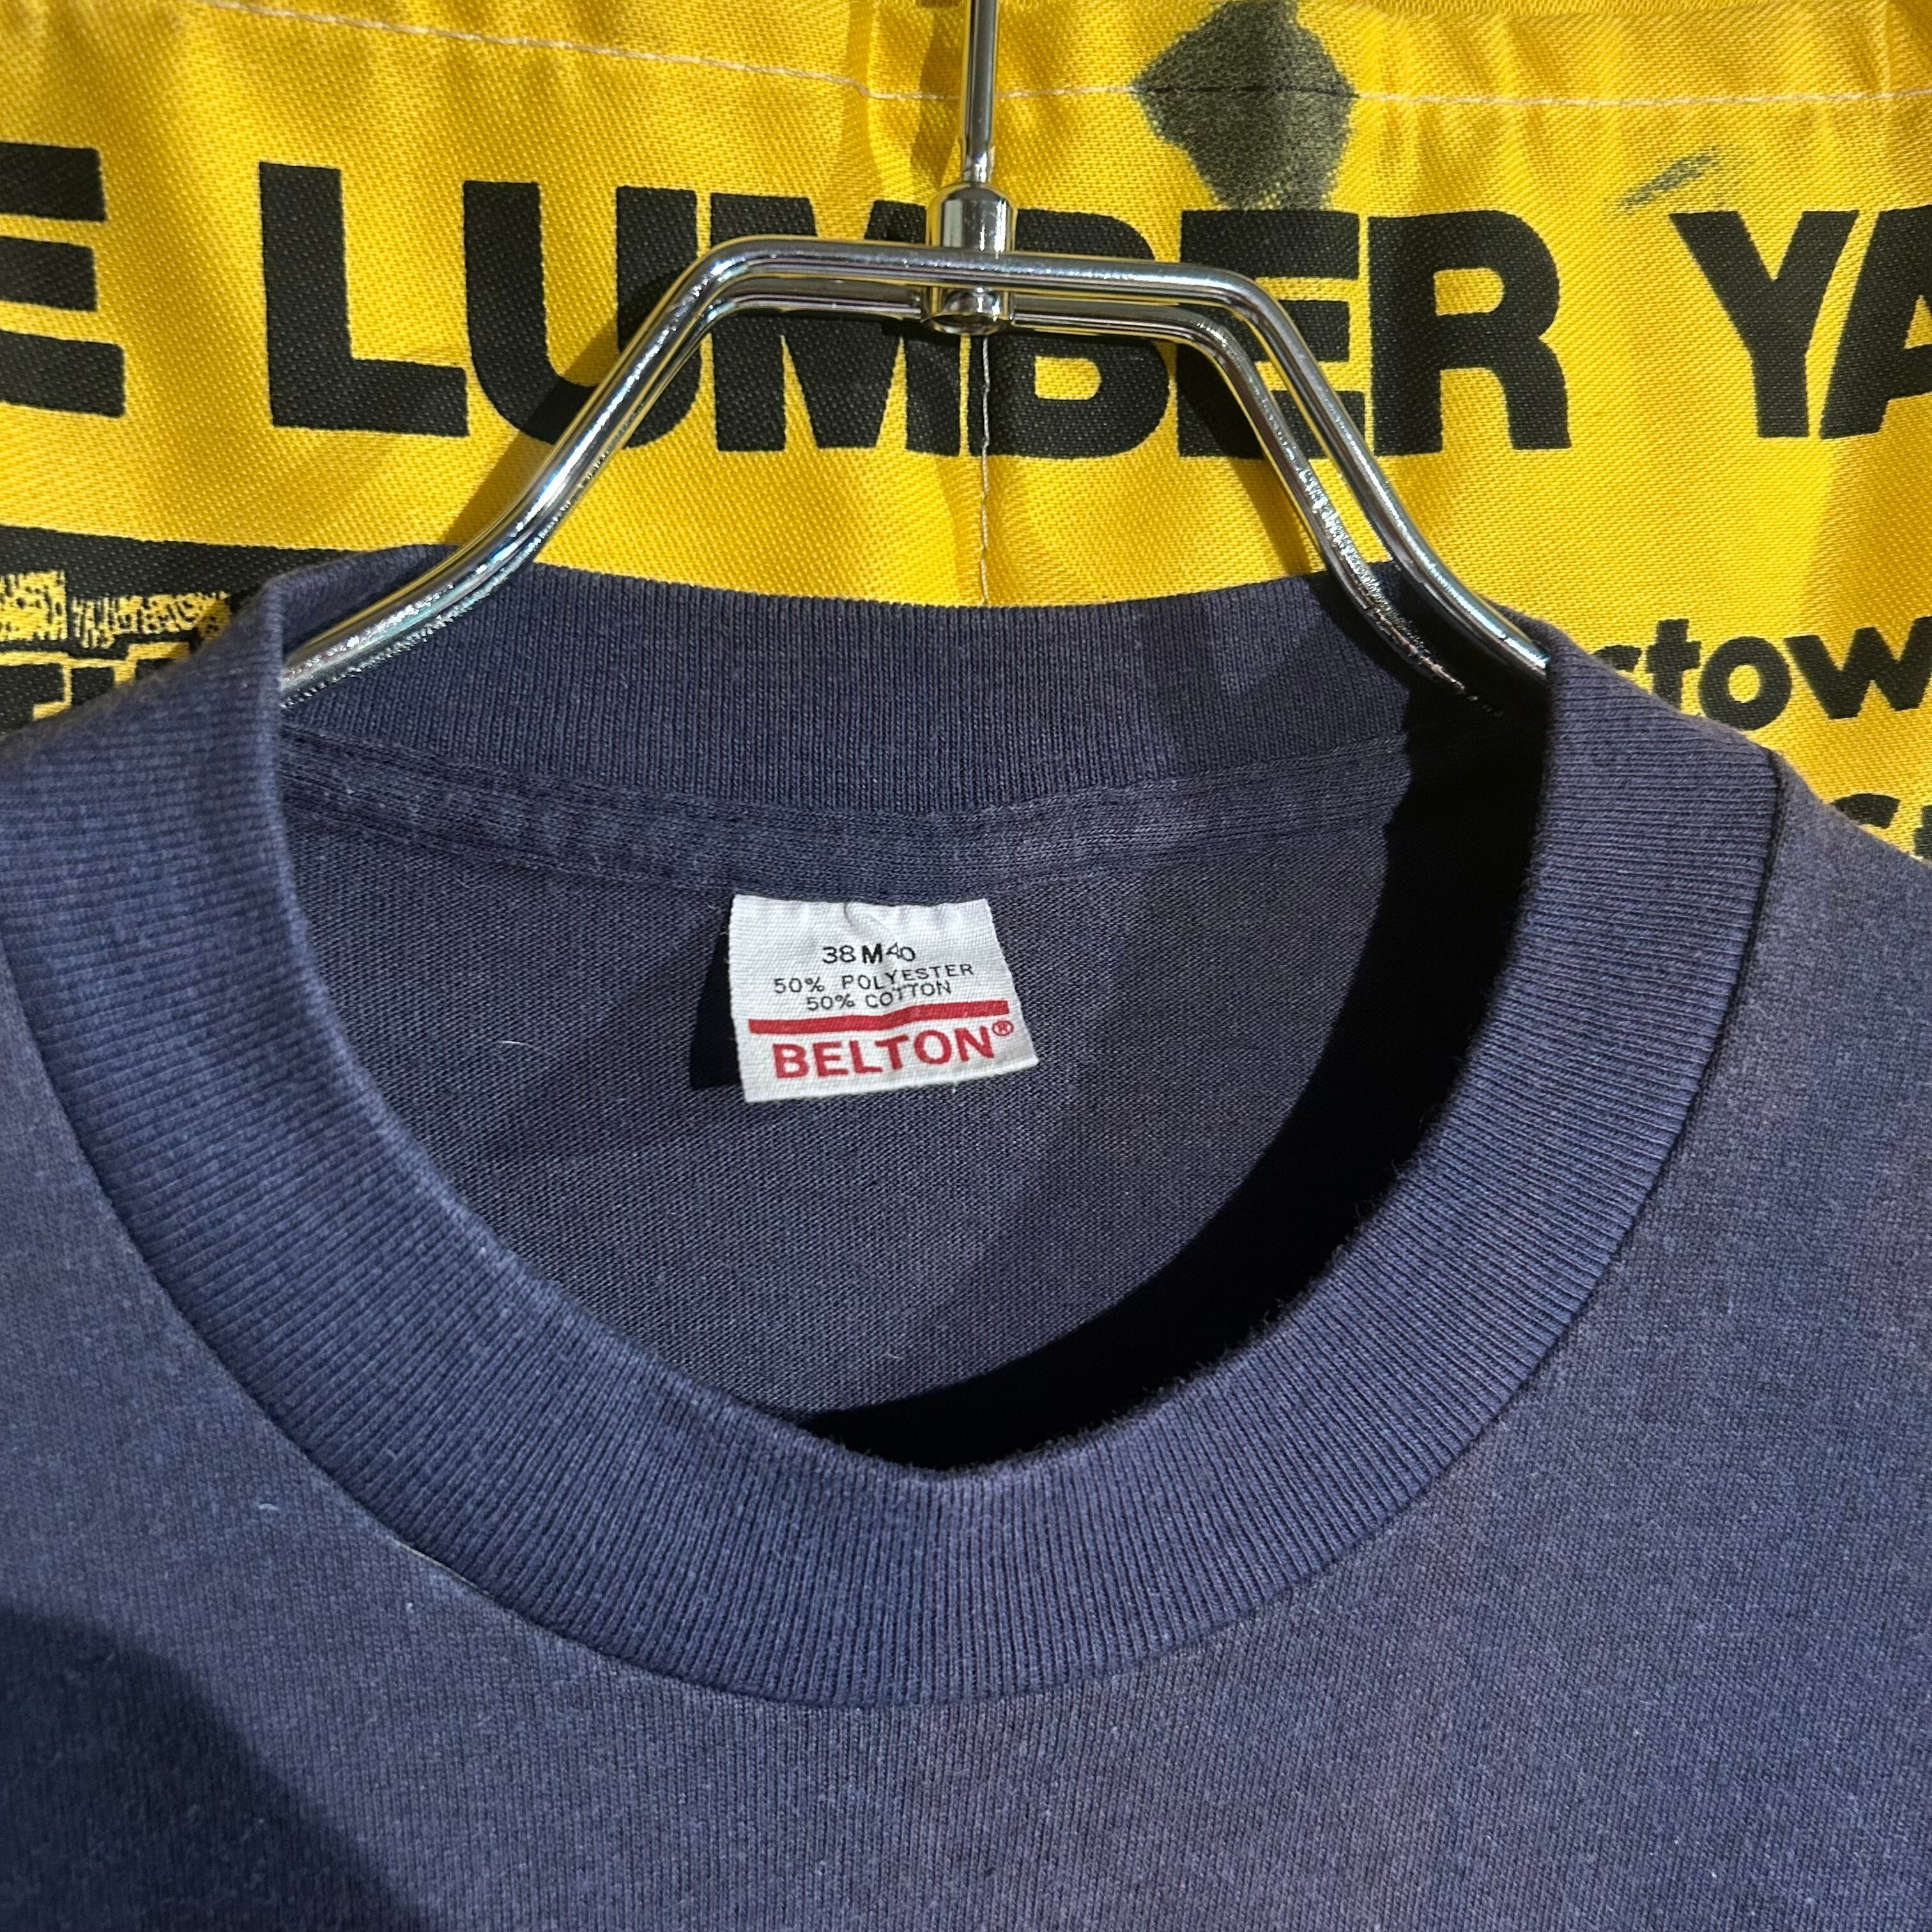 E LUMBER YA
stow
38 M 40
50% POLYESTER
50% COTTON
BELTON®